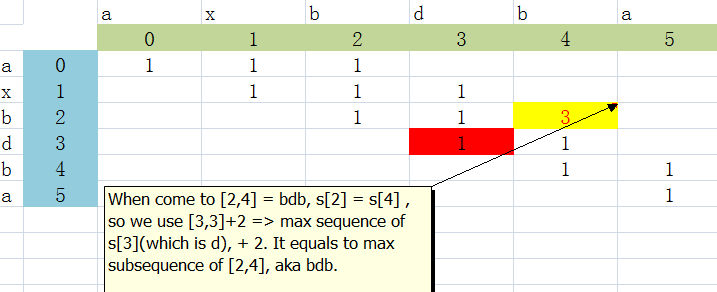 a x b d b a
0 1 2 3 4 5
a 0 1 1 1
x 1 1 1 1
b 2 1 1 3
d 3 1 1
b 4 1 1
a 5 1
When come to [2,4] = bdb, s[2] = s[4] ,
so we use [3,3]+2 => max sequence of
s[3](which is d), + 2. It equals to max
subsequence of [2,4], aka bdb.